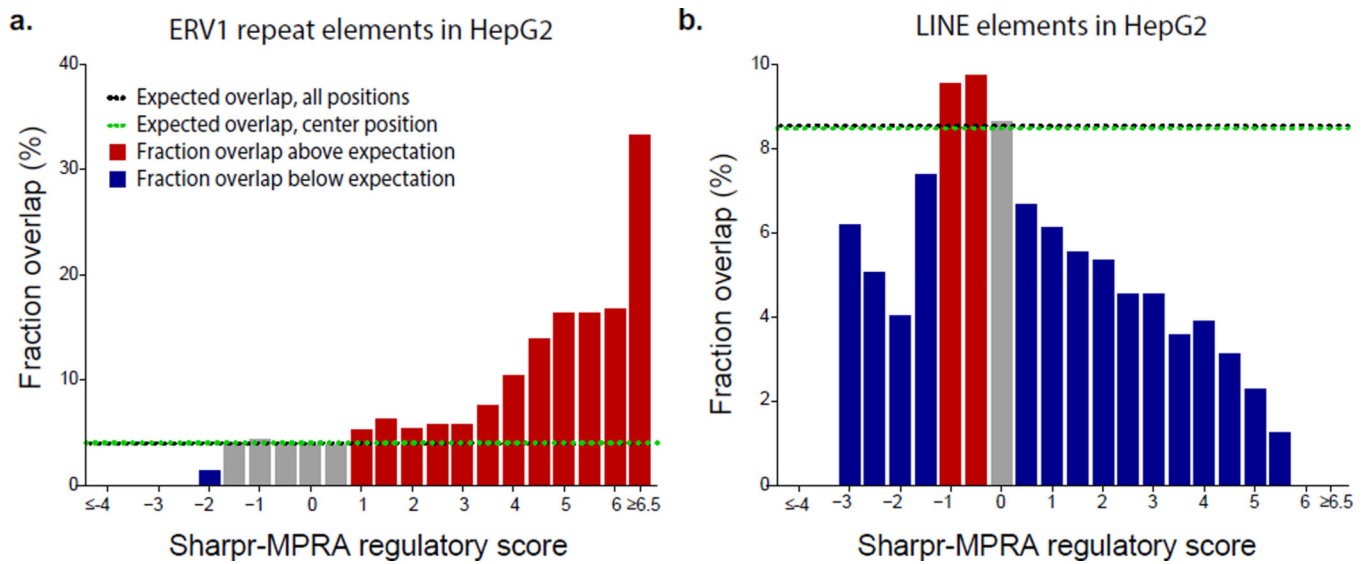 a.
ERV1 repeat elements in HepG2
Fraction overlap (%)
40
30
20
10
0
Expected overlap, all positions
Expected overlap, center position
Fraction overlap above expectation
Fraction overlap below expectation
≤-4 −3 −2 −1 0 1 2 3 4 5 6 ≥6.5
Sharpr-MPRA regulatory score
b.
LINE elements in HepG2
Fraction overlap (%)
10
8
6
4
2
0
≤-4 −3 −2 −1 0 1 2 3 4 5 6 ≥6.5
Sharpr-MPRA regulatory score